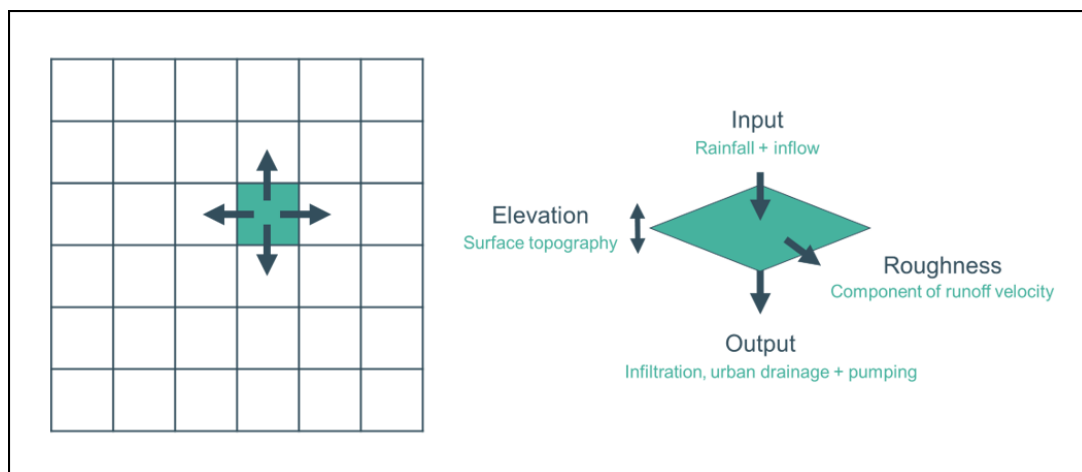 Input
Rainfall + inflow
Elevation
Surface topography
Roughness
Component of runoff velocity
Output
Infiltration, urban drainage + pumping